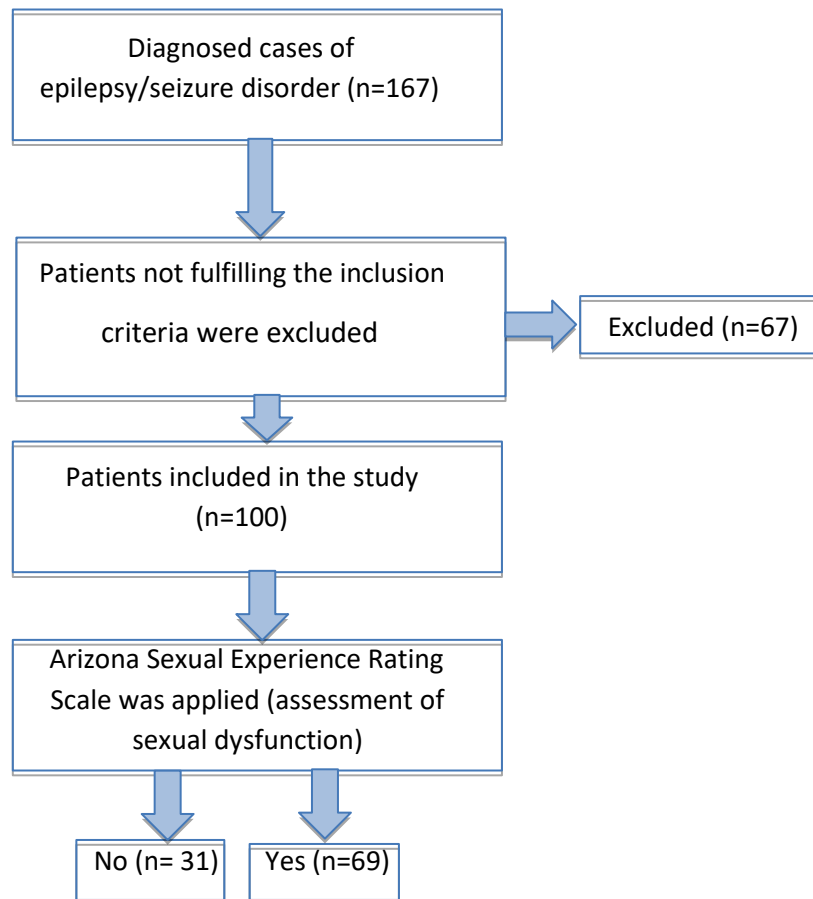 Diagnosed cases of
epilepsy/seizure disorder (n=167)
Patients not fulfilling the inclusion
criteria were excluded
Excluded (n=67)
Patients included in the study
(n=100)
Arizona Sexual Experience Rating
Scale was applied (assessment of
sexual dysfunction)
No (n= 31)
Yes (n=69)